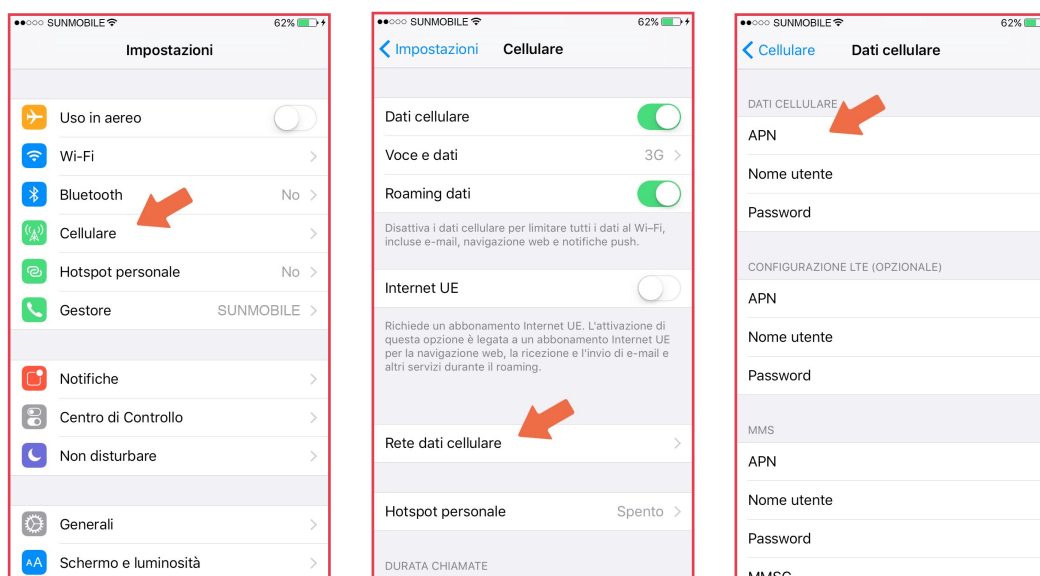 SUNMOBILE 62%
Impostazioni
Uso in aereo
Wi-Fi
Bluetooth No
Cellulare
Hotspot personale No
Gestore SUNMOBILE
Notifiche
Centro di Controllo
Non disturbare
Generali
AA Schermo e luminosità
SUNMOBILE 62%
Impostazioni Cellulare
Dati cellulare
Voce e dati 3G
Roaming dati
Disattiva i dati cellulare per limitare tutti i dati al Wi-Fi,
incluse e-mail, navigazione web e notifiche push.
Internet UE
Richiede un abbonamento Internet UE. L'attivazione di
questa opzione è legata a un abbonamento Internet UE
per la navigazione web, la ricezione e l'invio di e-mail e
altri servizi durante il roaming.
Rete dati cellulare
Hotspot personale Spento
DURATA CHIAMATE
SUNMOBILE 62%
Cellulare Dati cellulare
DATI CELLULARE
APN
Nome utente
Password
CONFIGURAZIONE LTE (OPZIONALE)
APN
Nome utente
Password
MMS
APN
Nome utente
Password
MMSC